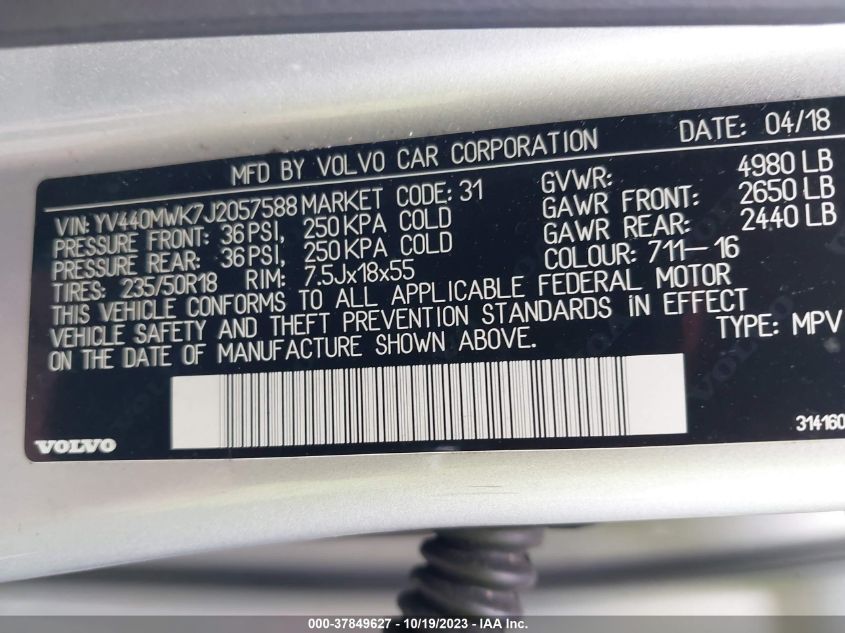 MFD BY VOLVO CAR CORPORATION DATE: 04/18
VIN: YV440MWK7J2057588 MARKET CODE: 31 GVWR: 4980 LB
PRESSURE FRONT: 36 PSI, 250 KPA COLD GAWR FRONT: 2650 LB
PRESSURE REAR: 36 PSI, 250 KPA COLD GAWR REAR: 2440 LB
TIRES: 235/50R18 RIM: 7.5Jx18x55 COLOUR: 711-16
THIS VEHICLE CONFORMS TO ALL APPLICABLE FEDERAL MOTOR
VEHICLE SAFETY AND THEFT PREVENTION STANDARDS IN EFFECT
ON THE DATE OF MANUFACTURE SHOWN ABOVE. TYPE: MPV
VOLVO
314160
000-37849627 - 10/19/2023 - IAA Inc.